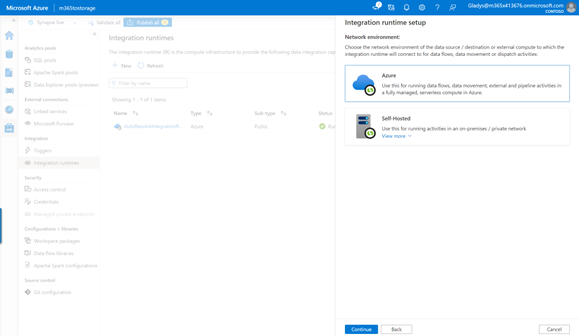 Microsoft Azure
m365tostorage
Gladys@m365x413676.onmicrosoft.com
CONTOSO
Synapse live
Validate all
Publish all
Analytics pools
SQL pools
Apache Spark pools
Data Explorer pools (preview)
External connections
Linked services
Microsoft Purview
Integration
Triggers
Integration runtimes
Security
Access control
Credentials
Managed private endpoints
Configurations + libraries
Workspace packages
Data flow libraries
Apache Spark configurations
Source control
Git configuration
Integration runtimes
The integration runtime (IR) is the compute infrastructure to provide the following data integration cap
New
Refresh
Filter by name
Showing 1 - 1 of 1 items
Name
Type
Sub-type
Status
AutoResolveIntegrationR...
Azure
Public
Integration runtime setup
Network environment:
Choose the network environment of the data source / destination or external compute to which the
integration runtime will connect to for data flows, data movement or dispatch activities.
Azure
Use this for running data flows, data movement, external and pipeline activities in
a fully managed, serverless compute in Azure.
Self-Hosted
Use this for running activities in an on-premises / private network
View more
Continue
Back
Cancel